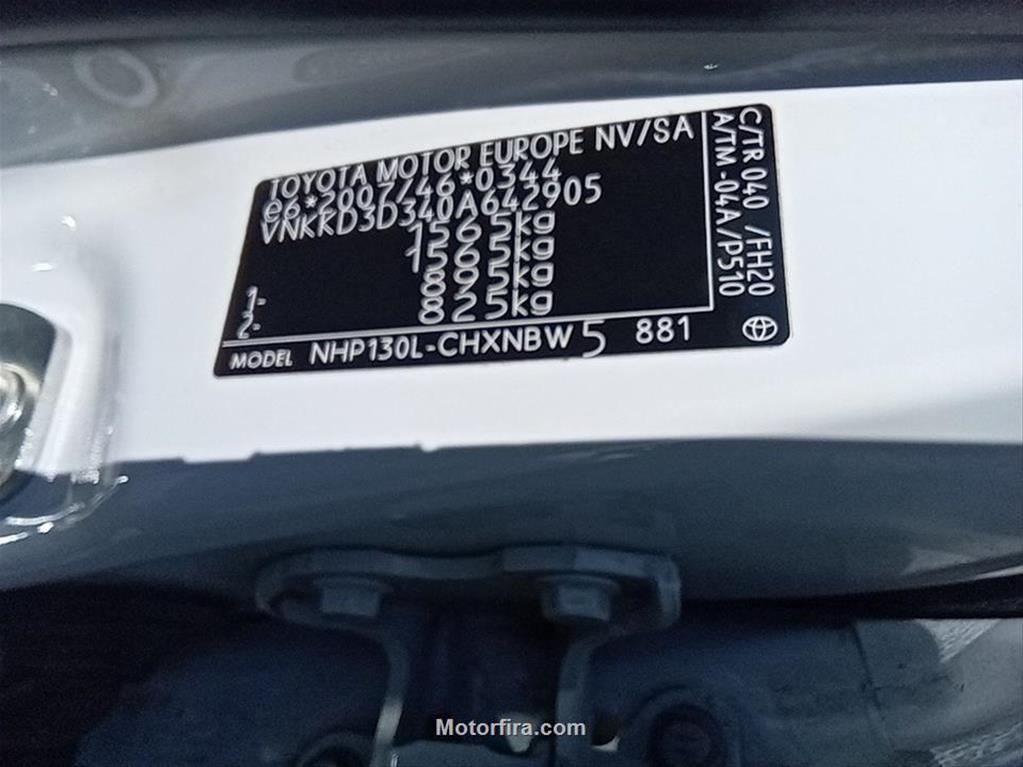 TOYOTA MOTOR EUROPE NV/SA
e6*2007/46*0344
VNKKD3D340A642905
1565kg
1565kg
1- 895kg
2- 825kg
MODEL NHP130L-CHXNBW 5 881
C/TR 040 /FH20
A/TM -04A/P510
Motorfira.com